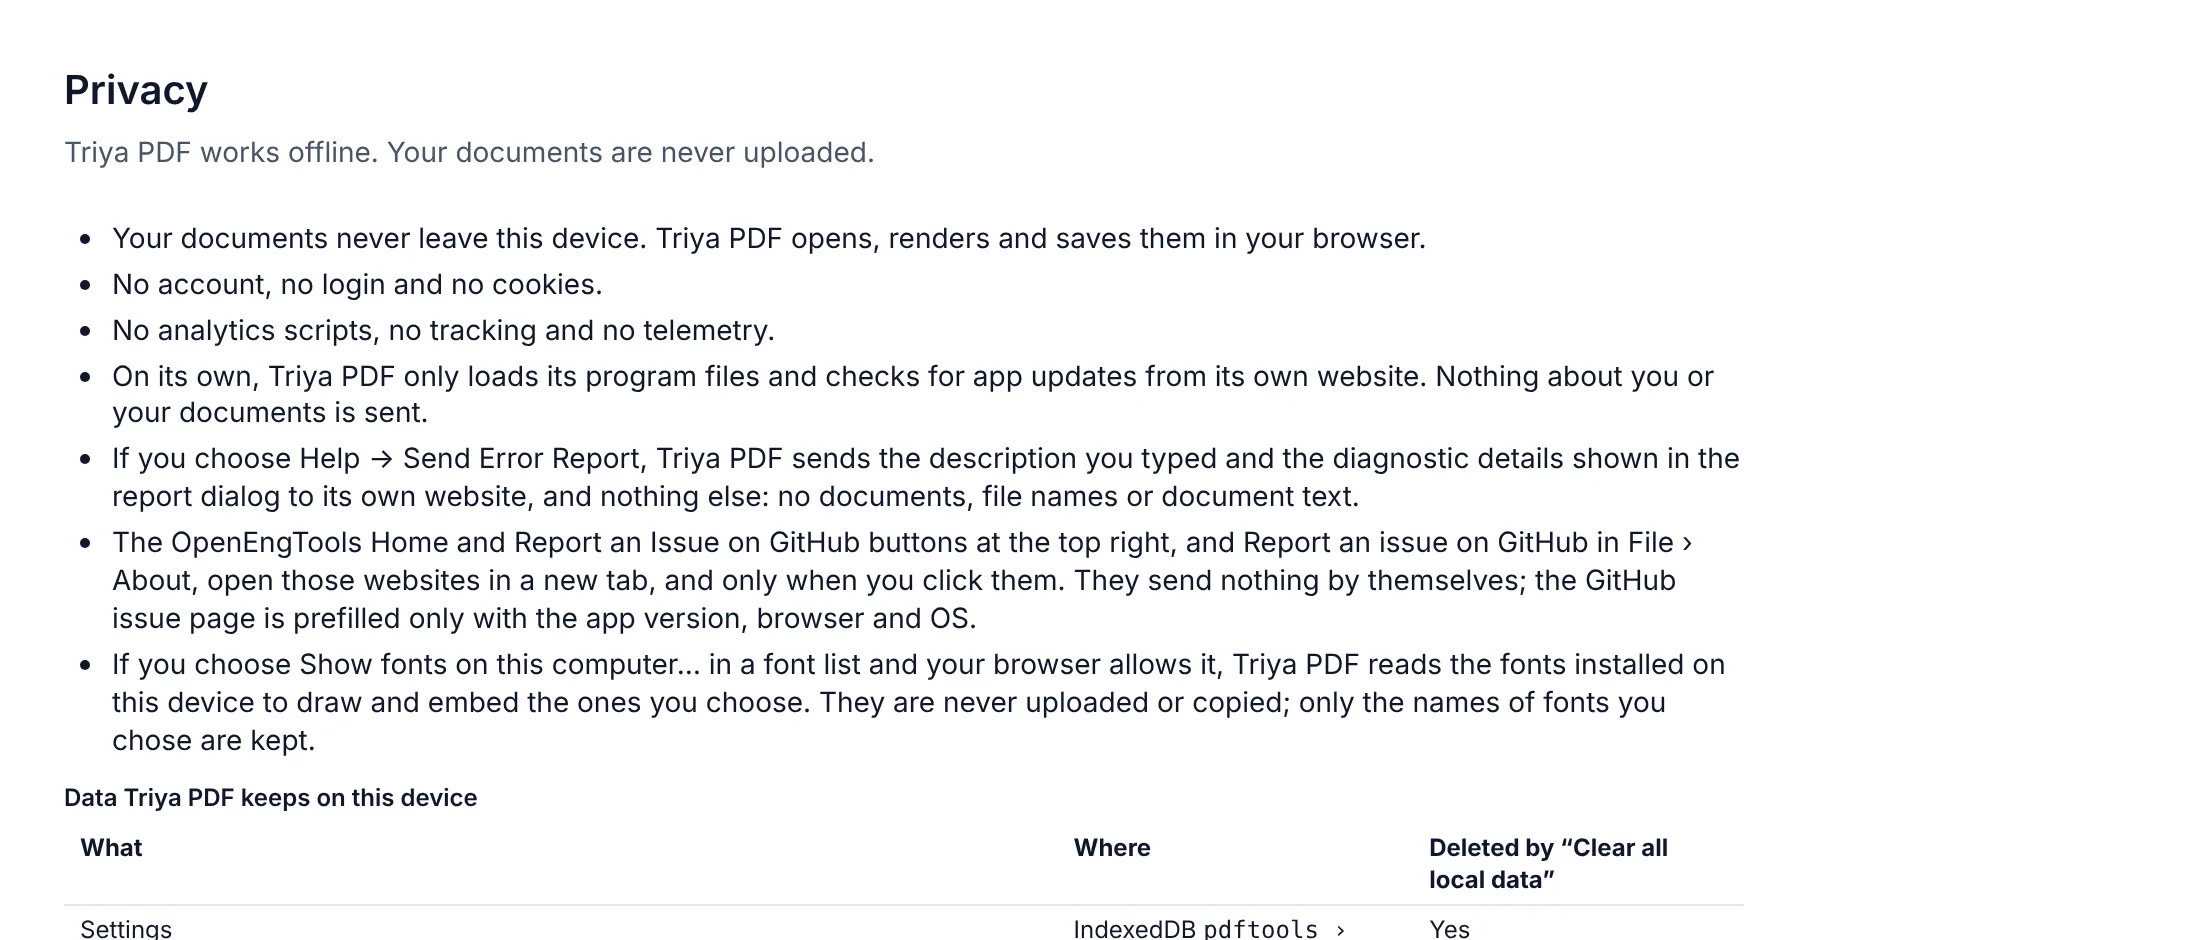 Privacy
Triya PDF works offline. Your documents are never uploaded.
• Your documents never leave this device. Triya PDF opens, renders and saves them in your browser.
• No account, no login and no cookies.
• No analytics scripts, no tracking and no telemetry.
• On its own, Triya PDF only loads its program files and checks for app updates from its own website. Nothing about you or
your documents is sent.
• If you choose Help → Send Error Report, Triya PDF sends the description you typed and the diagnostic details shown in the
report dialog to its own website, and nothing else: no documents, file names or document text.
• The OpenEngTools Home and Report an Issue on GitHub buttons at the top right, and Report an issue on GitHub in File ›
About, open those websites in a new tab, and only when you click them. They send nothing by themselves; the GitHub
issue page is prefilled only with the app version, browser and OS.
• If you choose Show fonts on this computer... in a font list and your browser allows it, Triya PDF reads the fonts installed on
this device to draw and embed the ones you choose. They are never uploaded or copied; only the names of fonts you
chose are kept.
Data Triya PDF keeps on this device
What Where Deleted by “Clear all
local data”
Settings IndexedDB pdftools › Yes